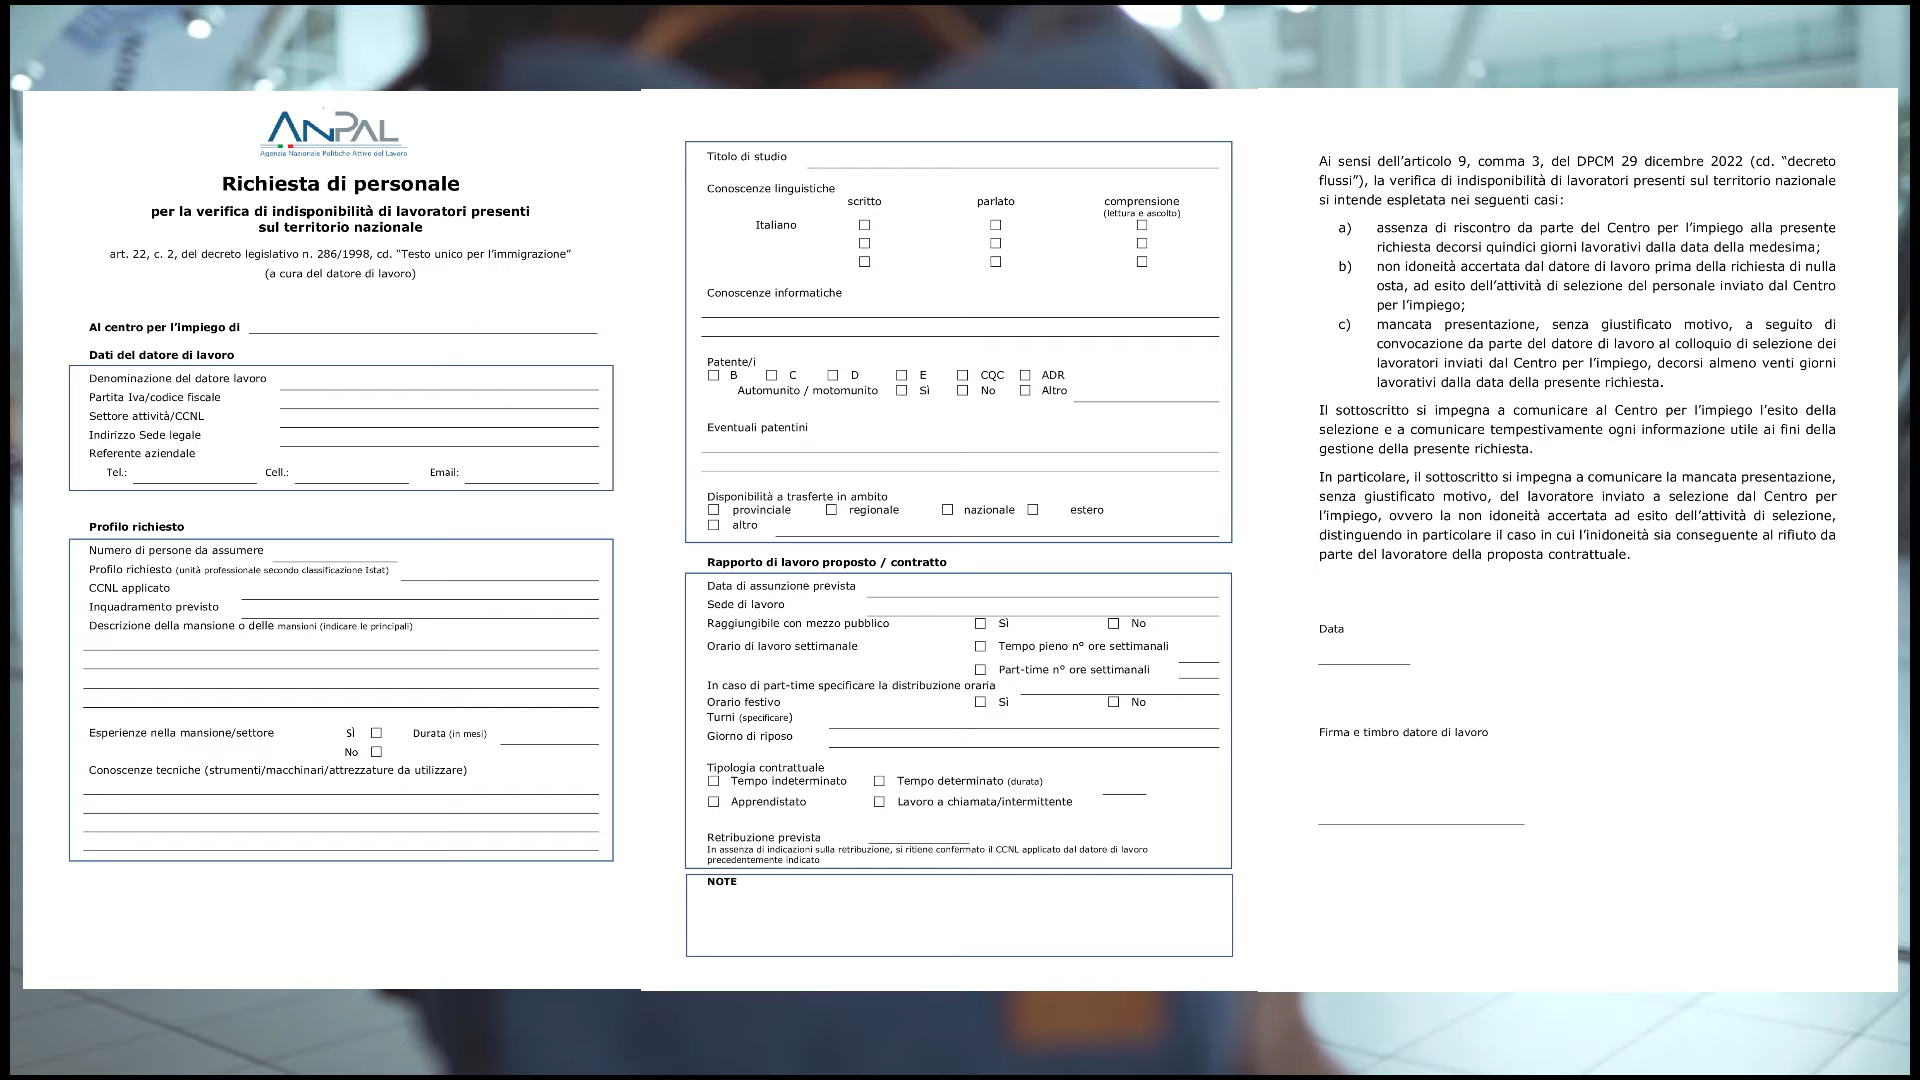 ANPAL
Agenzia Nazionale Politiche Attive del Lavoro
Richiesta di personale
per la verifica di indisponibilità di lavoratori presenti
sul territorio nazionale
art. 22, c. 2, del decreto legislativo n. 286/1998, cd. “Testo unico per l’immigrazione”
(a cura del datore di lavoro)
Al centro per l’impiego di
Dati del datore di lavoro
Denominazione del datore lavoro
Partita Iva/codice fiscale
Settore attività/CCNL
Indirizzo Sede legale
Referente aziendale
Tel.: Cell.: Email:
Profilo richiesto
Numero di persone da assumere
Profilo richiesto (unità professionale secondo classificazione Istat)
CCNL applicato
Inquadramento previsto
Descrizione della mansione o delle mansioni (indicare le principali)
Esperienze nella mansione/settore Sì ☐ Durata (in mesi)
No ☐
Conoscenze tecniche (strumenti/macchinari/attrezzature da utilizzare)
Titolo di studio
Conoscenze linguistiche
scritto parlato comprensione
(lettura e ascolto)
Italiano ☐ ☐ ☐
☐ ☐ ☐
☐ ☐ ☐
Conoscenze informatiche
Patente/i
☐ B ☐ C ☐ D ☐ E ☐ CQC ☐ ADR
Automunito / motomunito ☐ Sì ☐ No ☐ Altro
Eventuali patentini
Disponibilità a trasferte in ambito
☐ provinciale ☐ regionale ☐ nazionale ☐ estero
☐ altro
Rapporto di lavoro proposto / contratto
Data di assunzione prevista
Sede di lavoro
Raggiungibile con mezzo pubblico ☐ Sì ☐ No
Orario di lavoro settimanale ☐ Tempo pieno n° ore settimanali
☐ Part-time n° ore settimanali
In caso di part-time specificare la distribuzione oraria
Orario festivo ☐ Sì ☐ No
Turni (specificare)
Giorno di riposo
Tipologia contrattuale
☐ Tempo indeterminato ☐ Tempo determinato (durata)
☐ Apprendistato ☐ Lavoro a chiamata/intermittente
Retribuzione prevista
In assenza di indicazioni sulla retribuzione, si ritiene confermato il CCNL applicato dal datore di lavoro
precedentemente indicato
NOTE
Ai sensi dell’articolo 9, comma 3, del DPCM 29 dicembre 2022 (cd. “decreto
flussi”), la verifica di indisponibilità di lavoratori presenti sul territorio nazionale
si intende espletata nei seguenti casi:
a) assenza di riscontro da parte del Centro per l’impiego alla presente
richiesta decorsi quindici giorni lavorativi dalla data della medesima;
b) non idoneità accertata dal datore di lavoro prima della richiesta di nulla
osta, ad esito dell’attività di selezione del personale inviato dal Centro
per l’impiego;
c) mancata presentazione, senza giustificato motivo, a seguito di
convocazione da parte del datore di lavoro al colloquio di selezione dei
lavoratori inviati dal Centro per l’impiego, decorsi almeno venti giorni
lavorativi dalla data della presente richiesta.
Il sottoscritto si impegna a comunicare al Centro per l’impiego l’esito della
selezione e a comunicare tempestivamente ogni informazione utile ai fini della
gestione della presente richiesta.
In particolare, il sottoscritto si impegna a comunicare la mancata presentazione,
senza giustificato motivo, del lavoratore inviato a selezione dal Centro per
l’impiego, ovvero la non idoneità accertata ad esito dell’attività di selezione,
distinguendo in particolare il caso in cui l’inidoneità sia conseguente al rifiuto da
parte del lavoratore della proposta contrattuale.
Data
Firma e timbro datore di lavoro